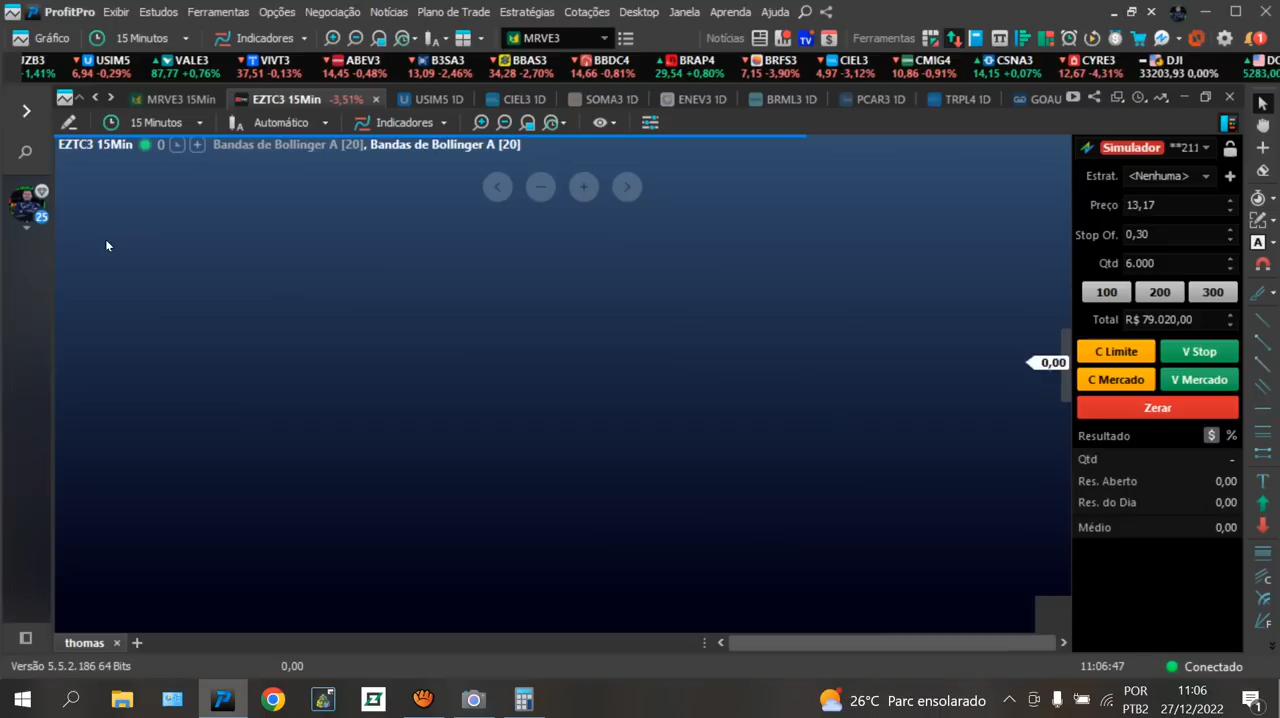 ProfitPro Exibir Estudos Ferramentas Opções Negociação Notícias Plano de Trade Estratégias Cotações Desktop Janela Aprenda Ajuda
Gráfico 15 Minutos Indicadores MRVE3 Notícias TV $ Ferramentas 1
UZB3 USIM5 VALE3 VIVT3 ABEV3 B3SA3 BBAS3 BBDC4 BRAP4 BRFS3 CIEL3 CMIG4 CSNA3 CYRE3 DJI DO
-1,41% 6,94 -0,29% 87,77 +0,76% 37,51 -0,13% 14,45 -0,48% 13,09 -2,46% 34,28 -2,70% 14,66 -0,81% 29,54 +0,80% 7,15 -3,90% 4,97 -3,12% 10,86 -0,91% 14,15 +0,07% 12,67 -4,31% 33203,93 0,00% 5283,0
MRVE3 15Min EZTC3 15Min -3,51% × USIM5 1D CIEL3 1D SOMA3 1D ENEV3 1D BRML3 1D PCAR3 1D TRPL4 1D GOAU
15 Minutos Automático Indicadores
EZTC3 15Min 0 Bandas de Bollinger A [20], Bandas de Bollinger A [20]
25
0,00
Simulador **211
Estrat. <Nenhuma>
Preço 13,17
Stop Of. 0,30
Qtd 6.000
100 200 300
Total R$ 79.020,00
C Limite V Stop
C Mercado V Mercado
Zerar
Resultado $ %
Qtd -
Res. Aberto 0,00
Res. do Dia 0,00
Médio 0,00
thomas × +
Versão 5.5.2.186 64 Bits 0,00 11:06:47 Conectado
26°C Parc ensolarado POR 11:06
PTB2 27/12/2022 1